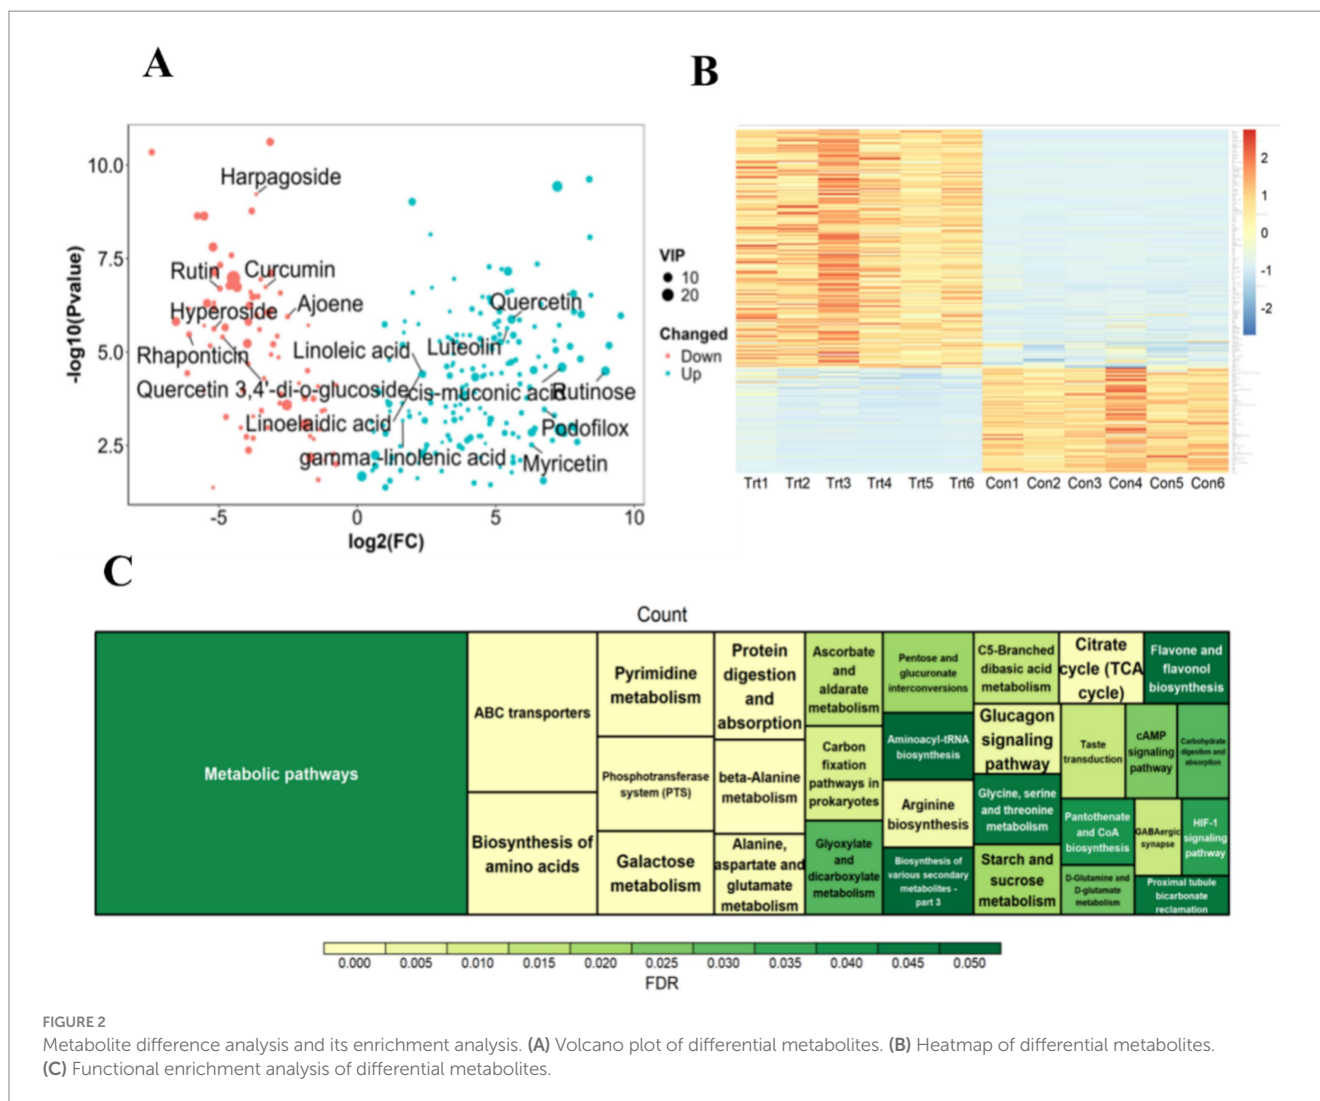 A
B
10.0
7.5
5.0
2.5
-log10(Pvalue)
Harpagoside
Rutin
Curcumin
Hyperoside
Ajoene
Quercetin
Rhaponticin
Linoleic acid
Luteolin
Quercetin 3,4'-di-o-glucoside
cis-muconic acid
Rutinose
Linoelaidic acid
Podofilox
gamma.-linolenic acid
Myricetin
-5
0
5
10
log2(FC)
VIP
10
20
Changed
Down
Up
2
1
0
-1
-2
Trt1 Trt2 Trt3 Trt4 Trt5 Trt6 Con1 Con2 Con3 Con4 Con5 Con6
C
Count
Metabolic pathways
ABC transporters
Biosynthesis of
amino acids
Pyrimidine
metabolism
Phosphotransferase
system (PTS)
Galactose
metabolism
Protein
digestion
and
absorption
beta-Alanine
metabolism
Alanine,
aspartate and
glutamate
metabolism
Ascorbate
and
aldarate
metabolism
Carbon
fixation
pathways in
prokaryotes
Glyoxylate
and
dicarboxylate
metabolism
Pentose and
glucuronate
interconversions
Aminoacyl-tRNA
biosynthesis
Arginine
biosynthesis
Biosynthesis of
various secondary
metabolites -
part 3
C5-Branched
dibasic acid
metabolism
Glucagon
signaling
pathway
Glycine, serine
and threonine
metabolism
Starch and
sucrose
metabolism
Citrate
cycle (TCA
cycle)
Flavone and
flavonol
biosynthesis
Taste
transduction
cAMP
signaling
pathway
Carbohydrate
digestion and
absorption
Pantothenate
and CoA
biosynthesis
GABAergic
synapse
HIF-1
signaling
pathway
D-Glutamine and
D-glutamate
metabolism
Proximal tubule
bicarbonate
reclamation
0.000 0.005 0.010 0.015 0.020 0.025 0.030 0.035 0.040 0.045 0.050
FDR
FIGURE 2
Metabolite difference analysis and its enrichment analysis. (A) Volcano plot of differential metabolites. (B) Heatmap of differential metabolites.
(C) Functional enrichment analysis of differential metabolites.